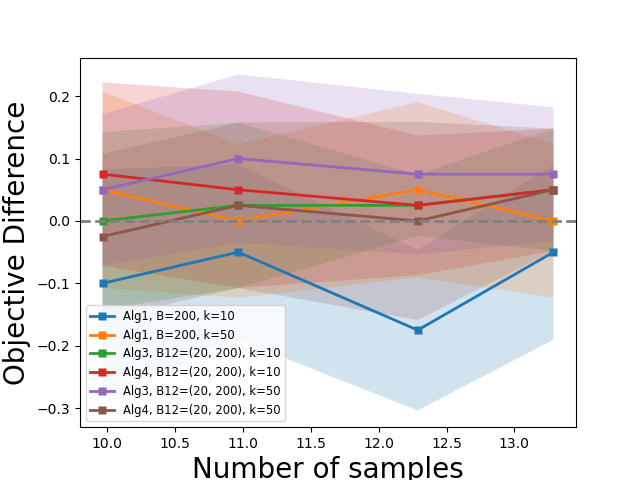 Objective Difference
0.2
0.1
0.0
−0.1
−0.2
−0.3
Alg1, B=200, k=10
Alg1, B=200, k=50
Alg3, B12=(20, 200), k=10
Alg4, B12=(20, 200), k=10
Alg3, B12=(20, 200), k=50
Alg4, B12=(20, 200), k=50
10.0 10.5 11.0 11.5 12.0 12.5 13.0
Number of samples